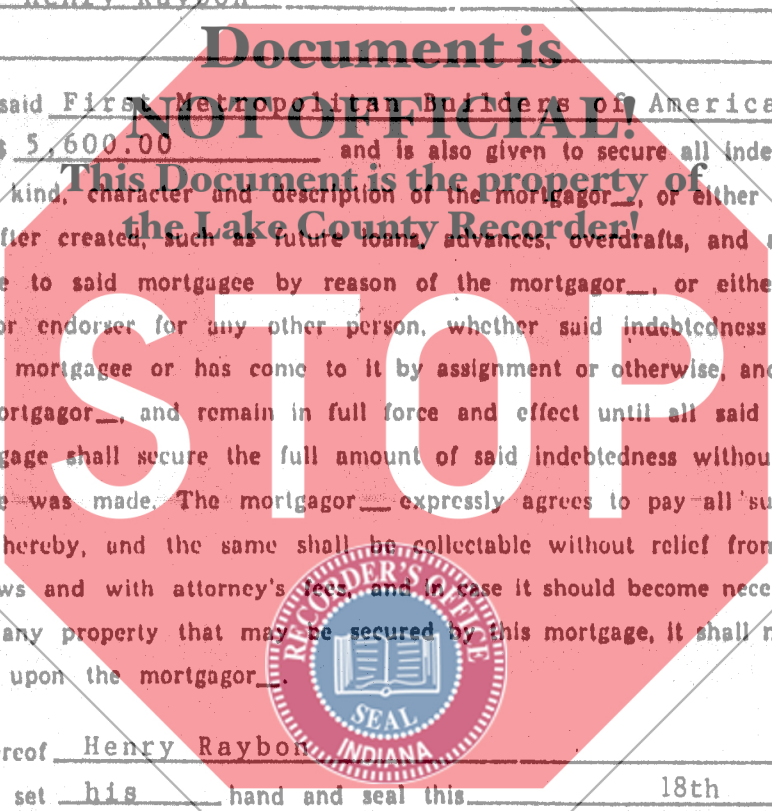 Henry Raybon
Document is
said First Metropolitan Builders of America
NOT OFFICIAL!
$ 5,600.00 and is also given to secure all inde
This Document is the property of
kind, character and description of the mortgagor__, or either
the Lake County Recorder!
fter created, such as future loans, advances, overdrafts, and
e to said mortgagee by reason of the mortgagor__, or eithe
or endorser for any other person, whether said indebtedness
STOP
mortgagee or has come to it by assignment or otherwise, and
ortgagor__, and remain in full force and effect until all said
gage shall secure the full amount of said indebtedness withou
e was made. The mortgagor__ expressly agrees to pay all su
hereby, and the same shall be collectable without relief from
ws and with attorney's fees, and in case it should become nece
any property that may be secured by this mortgage, it shall n
upon the mortgagor__.
RECORDER'S OFFICE
SEAL
INDIANA
reof Henry Raybon
set his hand and seal this 18th